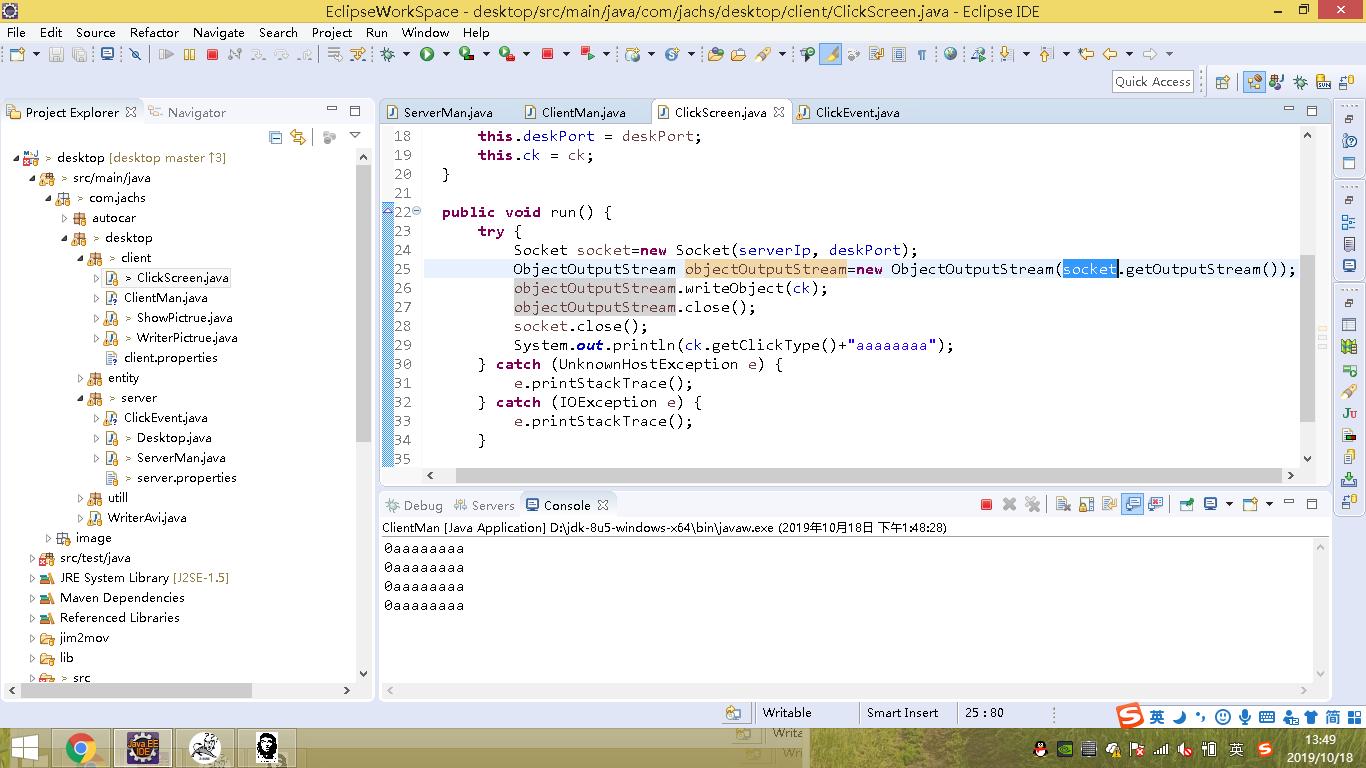 EclipseWorkSpace - desktop/src/main/java/com/jachs/desktop/client/ClickScreen.java - Eclipse IDE
File Edit Source Refactor Navigate Search Project Run Window Help
Quick Access
Project Explorer Navigator
> desktop [desktop master ↑3]
src/main/java
> com.jachs
autocar
> desktop
> client
> ClickScreen.java
ClientMan.java
> ShowPictrue.java
> WriterPictrue.java
client.properties
entity
> server
ClickEvent.java
> Desktop.java
> ServerMan.java
> server.properties
utill
WriterAvi.java
image
src/test/java
JRE System Library [J2SE-1.5]
Maven Dependencies
Referenced Libraries
jim2mov
lib
> src
ServerMan.java ClientMan.java ClickScreen.java ClickEvent.java
18 this.deskPort = deskPort;
19 this.ck = ck;
20 }
21
22 public void run() {
23 try {
24 Socket socket=new Socket(serverIp, deskPort);
25 ObjectOutputStream objectOutputStream=new ObjectOutputStream(socket.getOutputStream());
26 objectOutputStream.writeObject(ck);
27 objectOutputStream.close();
28 socket.close();
29 System.out.println(ck.getClickType()+"aaaaaaaa");
30 } catch (UnknownHostException e) {
31 e.printStackTrace();
32 } catch (IOException e) {
33 e.printStackTrace();
34 }
35
Debug Servers Console
ClientMan [Java Application] D:\jdk-8u5-windows-x64\bin\javaw.exe (2019年10月18日 下午1:48:28)
0aaaaaaaa
0aaaaaaaa
0aaaaaaaa
0aaaaaaaa
Writable Smart Insert 25 : 80
英 简
Java EE IDE
英
13:49
2019/10/18